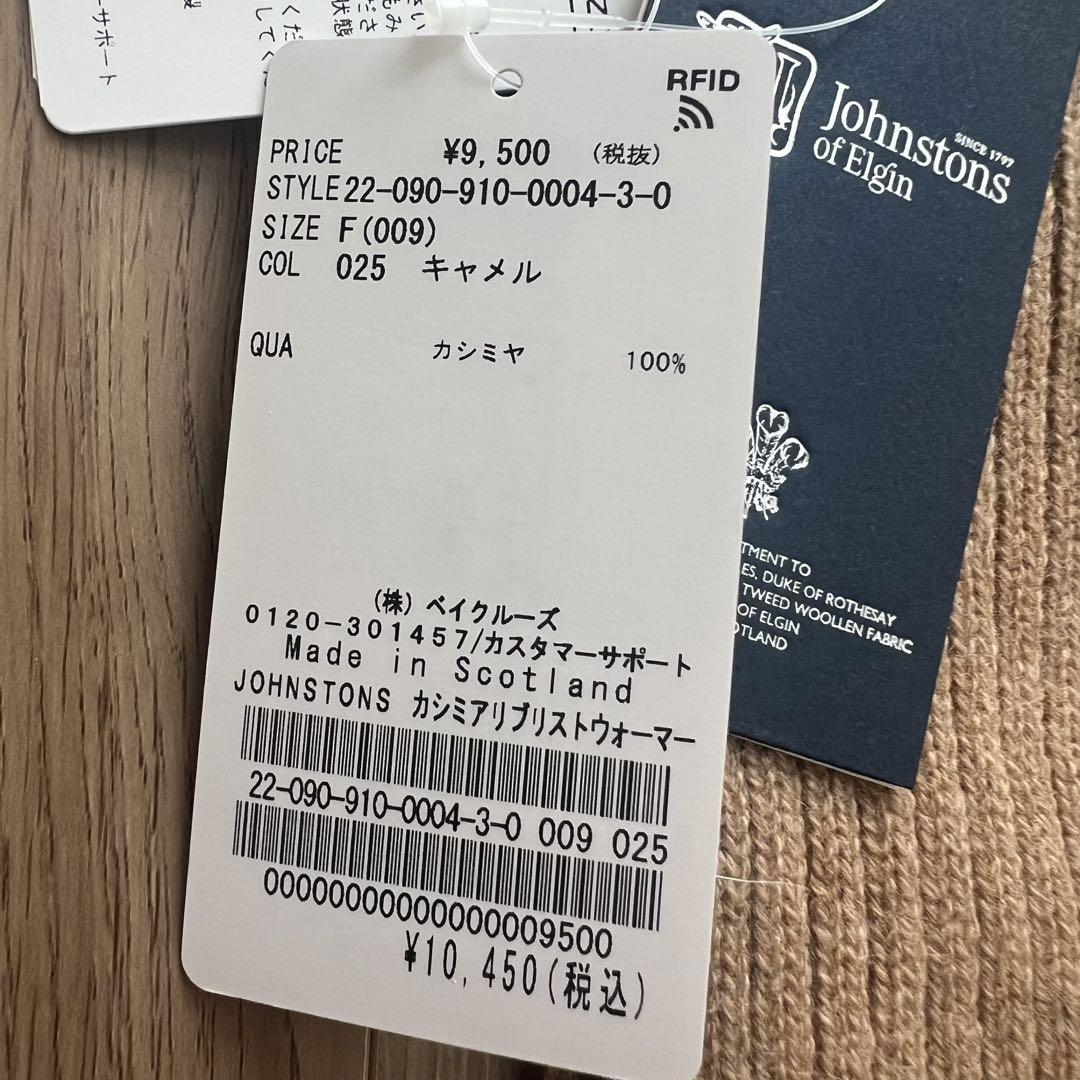 サポート
RFID
PRICE ¥9,500 (税抜)
STYLE 22-090-910-0004-3-0
SIZE F(009)
COL 025 キャメル
QUA カシミヤ 100%
(株) ベイクルーズ
0120-301457/カスタマーサポート
Made in Scotland
JOHNSTONS カシミアリブリストウォーマー
22-090-910-0004-3-0 009 025
0000000000000009500
¥10,450(税込)
SINCE 1797
Johnstons
of Elgin
TMENT TO
ES, DUKE OF ROTHESAY
TWEED WOOLLEN FABRIC
OF ELGIN
OTLAND